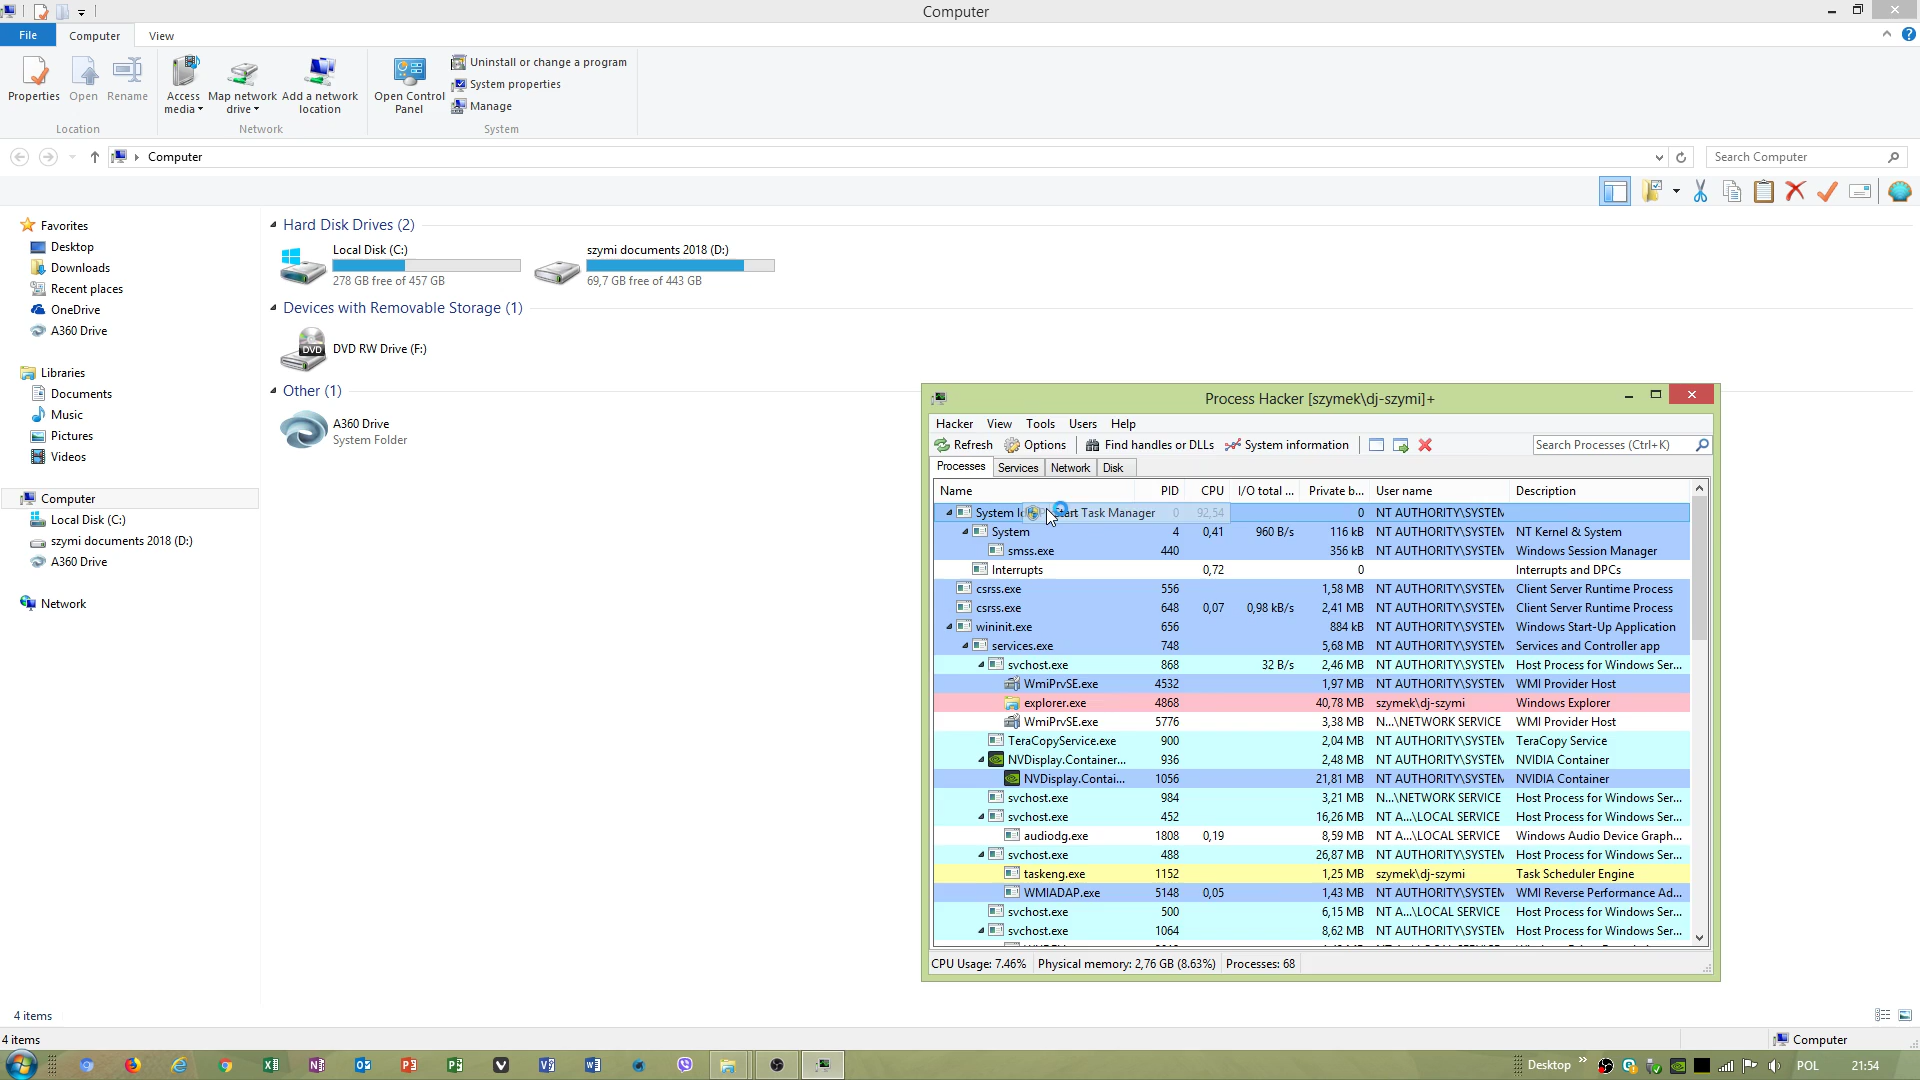 Computer
File
Computer
View
Properties
Open
Rename
Access media
Map network drive
Add a network location
Open Control Panel
Uninstall or change a program
System properties
Manage
Location
Network
System
Computer
Search Computer
Favorites
Desktop
Downloads
Recent places
OneDrive
A360 Drive
Libraries
Documents
Music
Pictures
Videos
Computer
Local Disk (C:)
szymi documents 2018 (D:)
A360 Drive
Network
Hard Disk Drives (2)
Local Disk (C:)
278 GB free of 457 GB
szymi documents 2018 (D:)
69,7 GB free of 443 GB
Devices with Removable Storage (1)
DVD
DVD RW Drive (F:)
Other (1)
A360 Drive
System Folder
Process Hacker [szymek\dj-szymi]+
Hacker View Tools Users Help
Refresh Options Find handles or DLLs System information Search Processes (Ctrl+K)
Processes Services Network Disk
Name PID CPU I/O total ... Private b... User name Description
System Start Task Manager 0 92,54 0 NT AUTHORITY\SYSTEM
System 4 0,41 960 B/s 116 kB NT AUTHORITY\SYSTEM NT Kernel & System
smss.exe 440 356 kB NT AUTHORITY\SYSTEM Windows Session Manager
Interrupts 0,72 0 Interrupts and DPCs
csrss.exe 556 1,58 MB NT AUTHORITY\SYSTEM Client Server Runtime Process
csrss.exe 648 0,07 0,98 kB/s 2,41 MB NT AUTHORITY\SYSTEM Client Server Runtime Process
wininit.exe 656 884 kB NT AUTHORITY\SYSTEM Windows Start-Up Application
services.exe 748 5,68 MB NT AUTHORITY\SYSTEM Services and Controller app
svchost.exe 868 32 B/s 2,46 MB NT AUTHORITY\SYSTEM Host Process for Windows Ser...
WmiPrvSE.exe 4532 1,97 MB NT AUTHORITY\SYSTEM WMI Provider Host
explorer.exe 4868 40,78 MB szymek\dj-szymi Windows Explorer
WmiPrvSE.exe 5776 3,38 MB N...\NETWORK SERVICE WMI Provider Host
TeraCopyService.exe 900 2,04 MB NT AUTHORITY\SYSTEM TeraCopy Service
NVDisplay.Container... 936 2,48 MB NT AUTHORITY\SYSTEM NVIDIA Container
NVDisplay.Contai... 1056 21,81 MB NT AUTHORITY\SYSTEM NVIDIA Container
svchost.exe 984 3,21 MB N...\NETWORK SERVICE Host Process for Windows Ser...
svchost.exe 452 16,26 MB NT A...\LOCAL SERVICE Host Process for Windows Ser...
audiodg.exe 1808 0,19 8,59 MB NT A...\LOCAL SERVICE Windows Audio Device Graph...
svchost.exe 488 26,87 MB NT AUTHORITY\SYSTEM Host Process for Windows Ser...
taskeng.exe 1152 1,25 MB szymek\dj-szymi Task Scheduler Engine
WMIADAP.exe 5148 0,05 1,43 MB NT AUTHORITY\SYSTEM WMI Reverse Performance Ad...
svchost.exe 500 6,15 MB NT A...\LOCAL SERVICE Host Process for Windows Ser...
svchost.exe 1064 8,62 MB NT AUTHORITY\SYSTEM Host Process for Windows Ser...
CPU Usage: 7.46% Physical memory: 2,76 GB (8.63%) Processes: 68
4 items
4 items
Computer
Desktop
POL
21:54